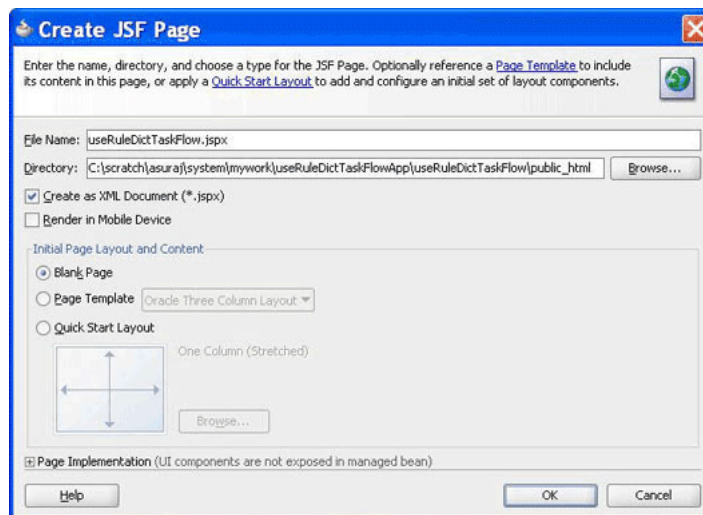 Create JSF Page
Enter the name, directory, and choose a type for the JSF Page. Optionally reference a Page Template to include
its content in this page, or apply a Quick Start Layout to add and configure an initial set of layout components.
File Name: useRuleDictTaskFlow.jspx
Directory: C:\scratch\asuraj\system\mywork\useRuleDictTaskFlowApp\useRuleDictTaskFlow\public_html Browse...
Create as XML Document (*.jspx)
Render in Mobile Device
Initial Page Layout and Content
Blank Page
Page Template Oracle Three Column Layout
Quick Start Layout
One Column (Stretched)
Browse...
Page Implementation (UI components are not exposed in managed bean)
Help OK Cancel